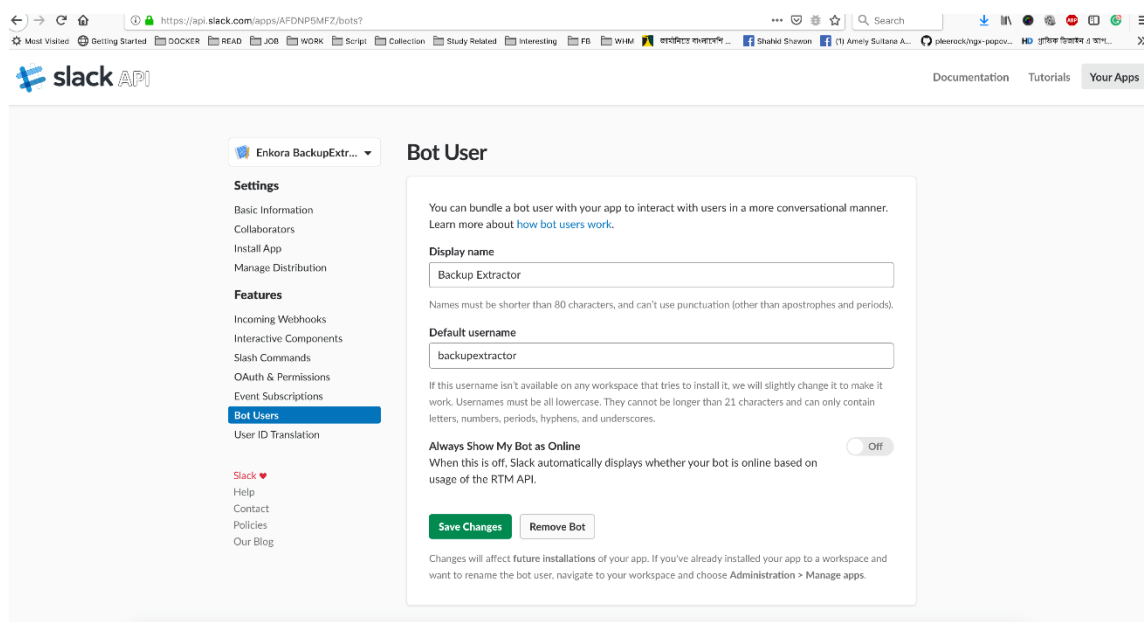 https://api.slack.com/apps/AFDNP5MFZ/bots?
Search
Most Visited Getting Started DOCKER READ JOB WORK Script Collection Study Related Interesting FB WHM জার্মানিতে বাংলাদেশি ... Shahid Shawon (1) Amely Sultana A... pleerock/ngx-popov... HD গ্রাফিক ডিজাইন এ আপ...
slack API
Documentation Tutorials Your Apps
Enkora BackupExtr...
Settings
Basic Information
Collaborators
Install App
Manage Distribution
Features
Incoming Webhooks
Interactive Components
Slash Commands
OAuth & Permissions
Event Subscriptions
Bot Users
User ID Translation
Slack ♥
Help
Contact
Policies
Our Blog
Bot User
You can bundle a bot user with your app to interact with users in a more conversational manner.
Learn more about how bot users work.
Display name
Backup Extractor
Names must be shorter than 80 characters, and can't use punctuation (other than apostrophes and periods).
Default username
backupextractor
If this username isn't available on any workspace that tries to install it, we will slightly change it to make it
work. Usernames must be all lowercase. They cannot be longer than 21 characters and can only contain
letters, numbers, periods, hyphens, and underscores.
Always Show My Bot as Online
Off
When this is off, Slack automatically displays whether your bot is online based on
usage of the RTM API.
Save Changes
Remove Bot
Changes will affect future installations of your app. If you've already installed your app to a workspace and
want to rename the bot user, navigate to your workspace and choose Administration > Manage apps.